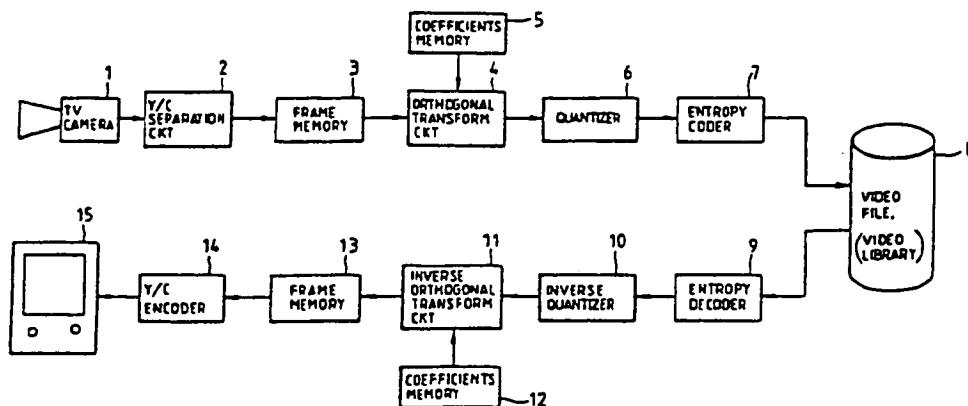 COEFFICIENTS
MEMORY
5
1
2
3
4
6
7
TV
CAMERA
Y/C
SEPARATION
CKT
FRAME
MEMORY
ORTHOGONAL
TRANSFORM
CKT
QUANTIZER
ENTROPY
CODER
VIDEO
FILE.
(VIDEO
LIBRARY)
15
14
13
11
10
9
Y/C
ENCODER
FRAME
MEMORY
INVERSE
ORTHOGONAL
TRANSFORM
CKT
INVERSE
QUANTIZER
ENTROPY
DECODER
COEFFICIENTS
MEMORY
12